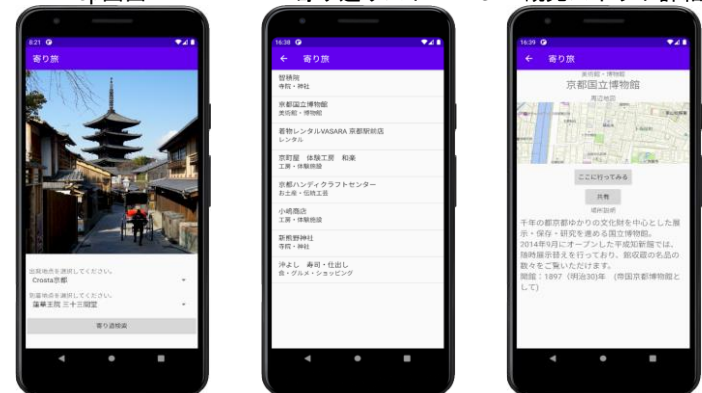 8:21
寄り旅
出発地点を選択してください。
Crosta京都
到着地点を選択してください。
蓮華王院 三十三間堂
寄り道検索
16:38
← 寄り旅
智積院
寺院・神社
京都国立博物館
美術館・博物館
着物レンタルVASARA 京都駅前店
レンタル
京町屋 体験工房 和楽
工房・体験施設
京都ハンディクラフトセンター
お土産・伝統工芸
小嶋商店
工房・体験施設
新熊野神社
寺院・神社
沖よし 寿司・仕出し
食・グルメ・ショッピング
16:39
← 寄り旅
美術館・博物館
京都国立博物館
周辺地図
ここに行ってみる
共有
場所説明
千年の都京都ゆかりの文化財を中心とした展
示・保存・研究を進める国立博物館。
2014年9月にオープンした平成知新館では、
随時展示替えを行っており、館収蔵の名品の
数々をご覧いただけます。
開館：1897（明治30)年 (帝国京都博物館と
して)